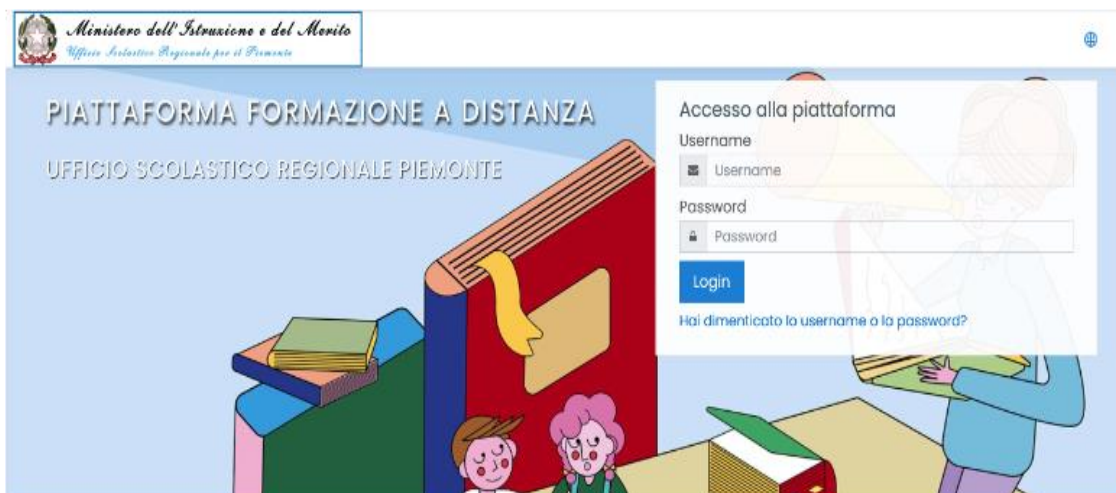 Ministero dell'Istruzione e del Merito
Ufficio Scolastico Regionale per il Piemonte
PIATTAFORMA FORMAZIONE A DISTANZA
UFFICIO SCOLASTICO REGIONALE PIEMONTE
Accesso alla piattaforma
Username
Username
Password
Password
Login
Hai dimenticato lo username o la password?